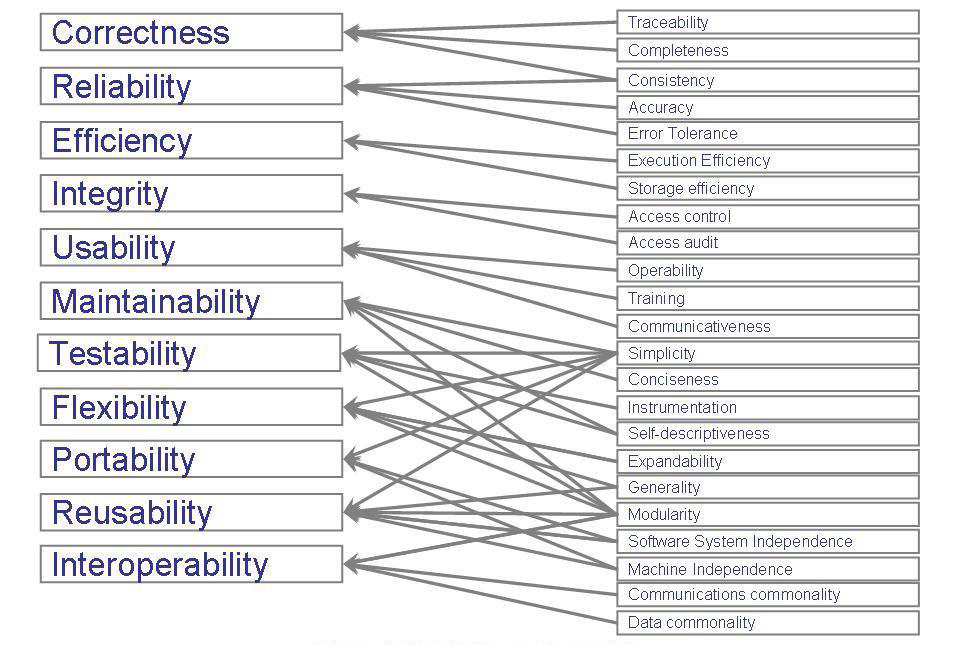 Correctness
Reliability
Efficiency
Integrity
Usability
Maintainability
Testability
Flexibility
Portability
Reusability
Interoperability
Traceability
Completeness
Consistency
Accuracy
Error Tolerance
Execution Efficiency
Storage efficiency
Access control
Access audit
Operability
Training
Communicativeness
Simplicity
Conciseness
Instrumentation
Self-descriptiveness
Expandability
Generality
Modularity
Software System Independence
Machine Independence
Communications commonality
Data commonality